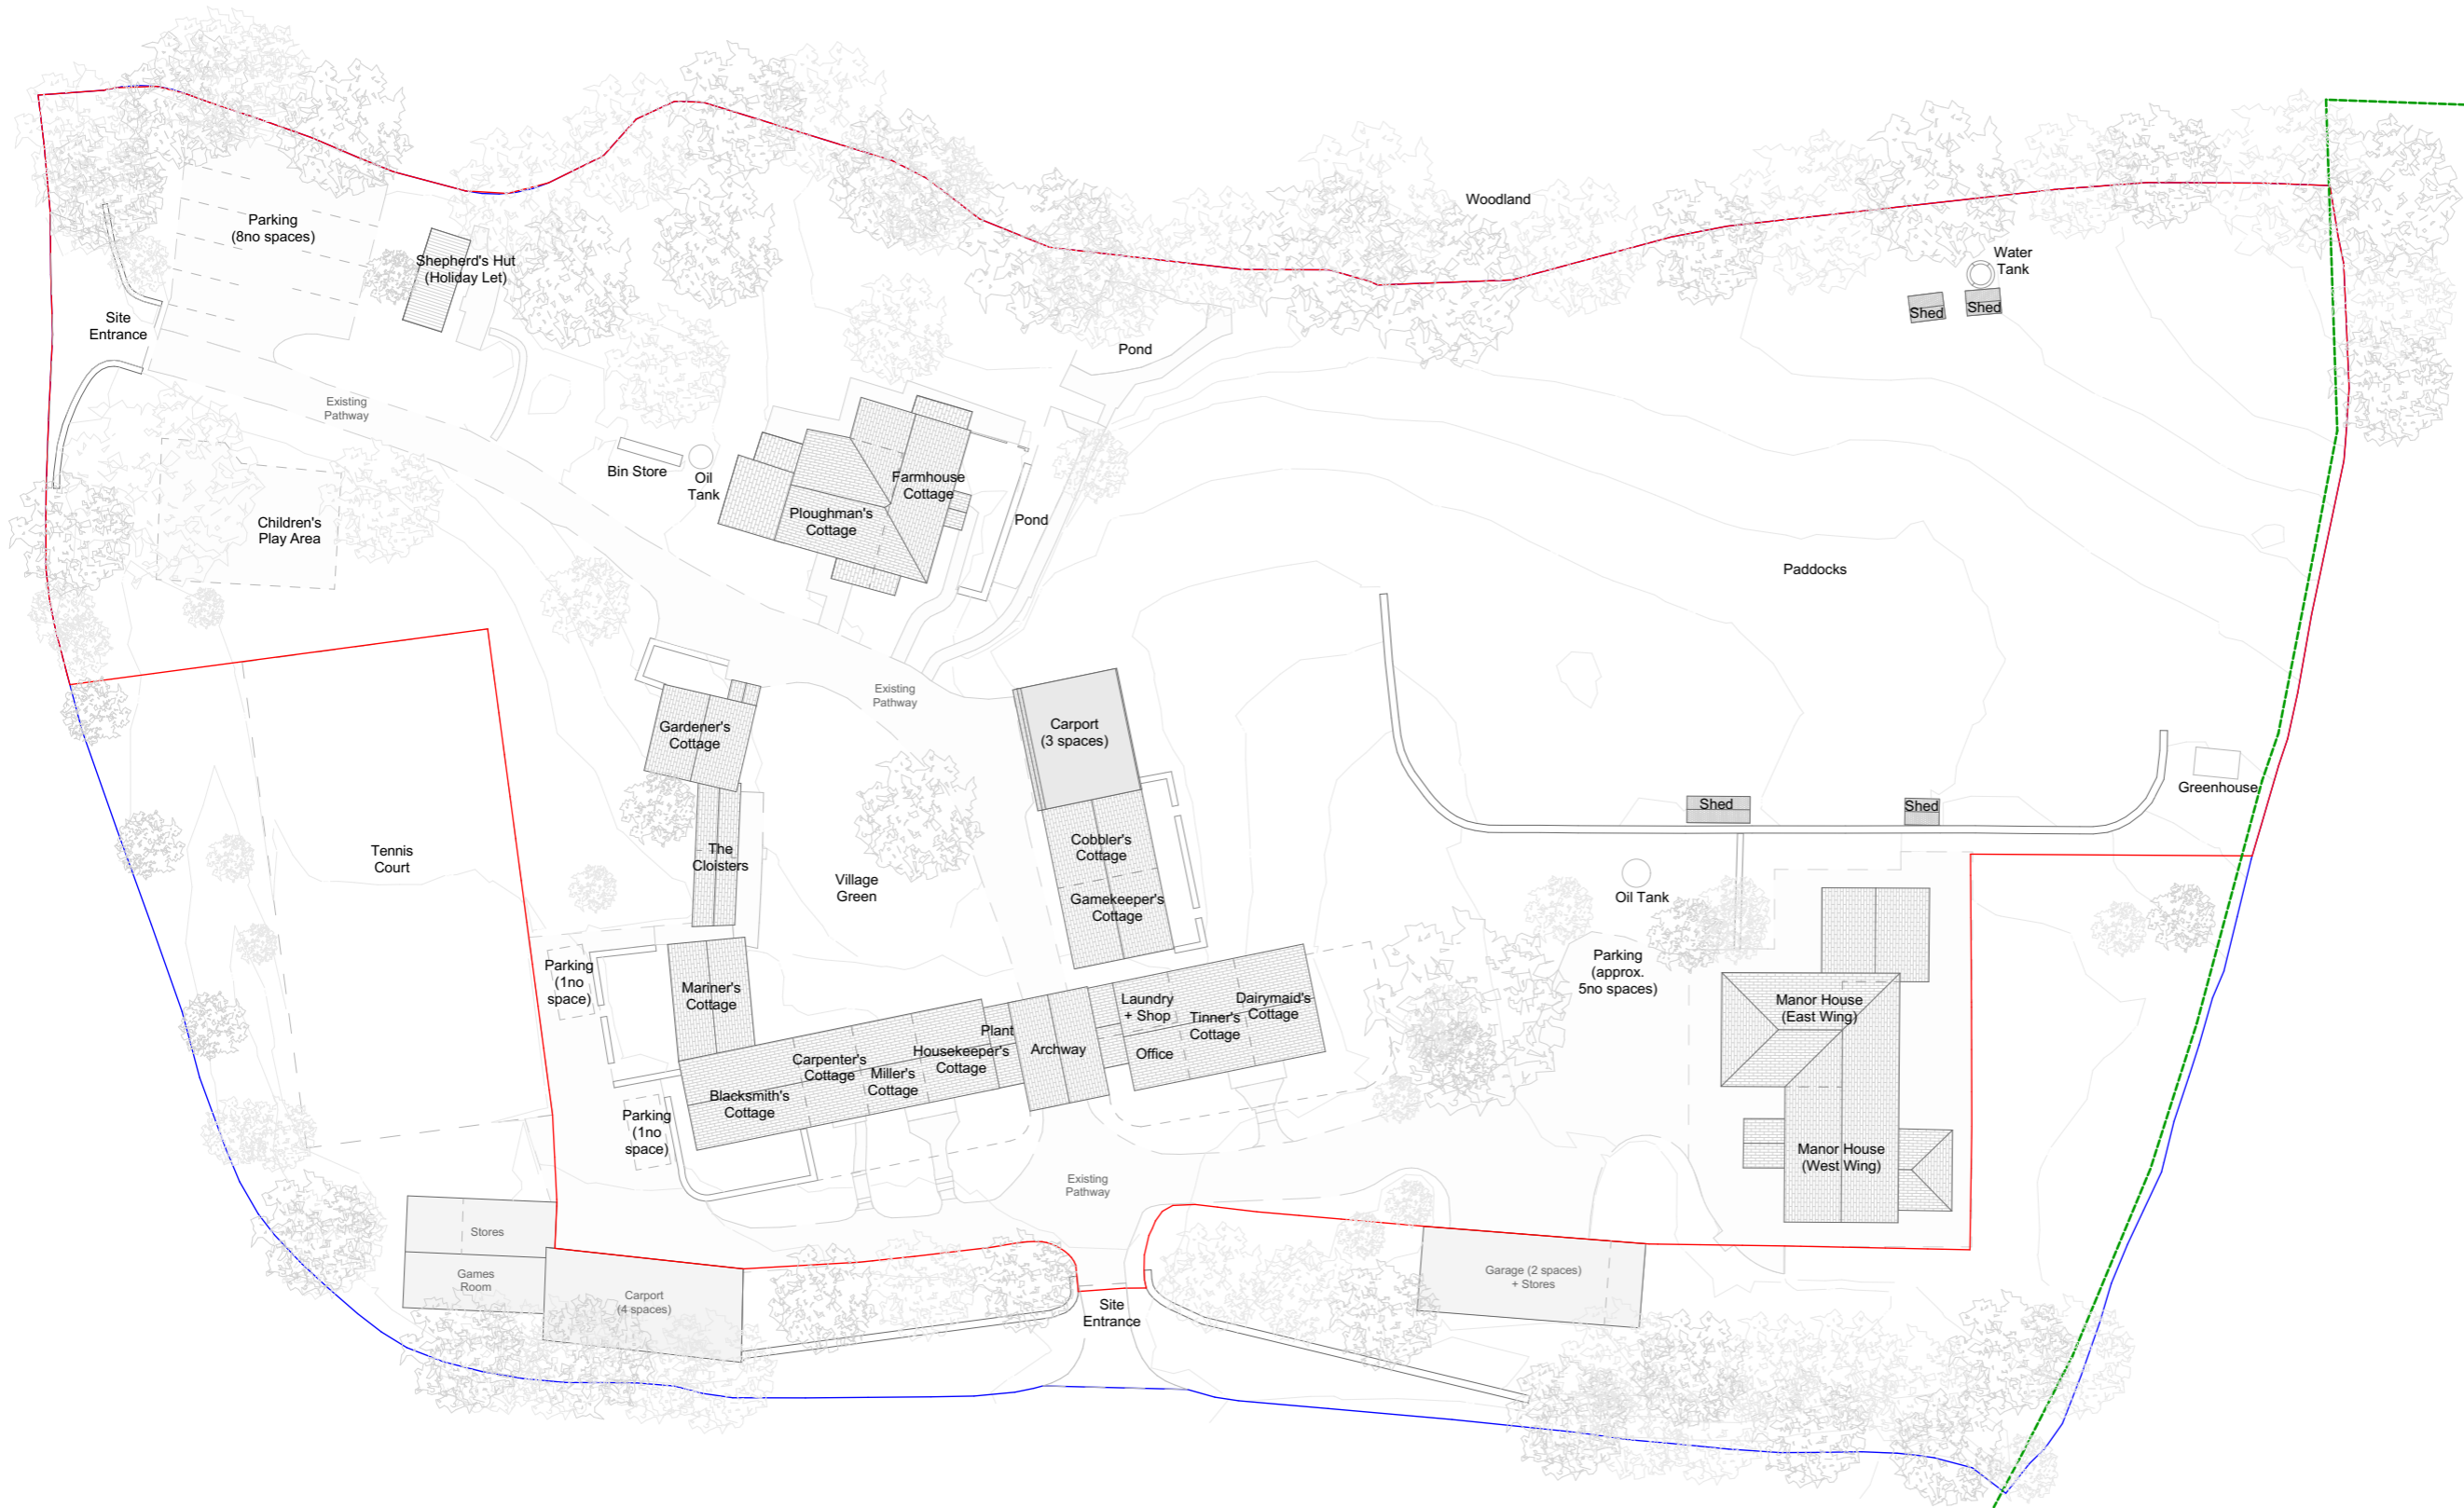 Woodland
Parking
(8no spaces)
Shepherd's Hut
(Holiday Let)
Water
Tank
Shed
Shed
Site
Entrance
Pond
Existing
Pathway
Bin Store
Oil
Tank
Farmhouse
Cottage
Ploughman's
Cottage
Pond
Children's
Play Area
Paddocks
Existing
Pathway
Gardener's
Cottage
Carport
(3 spaces)
Greenhouse
Shed
Shed
Tennis
Court
The
Cloisters
Village
Green
Cobbler's
Cottage
Gamekeeper's
Cottage
Oil Tank
Parking
(1no
space)
Mariner's
Cottage
Parking
(approx.
5no spaces)
Laundry
+ Shop
Dairymaid's
Cottage
Tinner's
Cottage
Office
Manor House
(East Wing)
Plant
Archway
Housekeeper's
Cottage
Carpenter's
Cottage
Miller's
Cottage
Blacksmith's
Cottage
Parking
(1no
space)
Manor House
(West Wing)
Existing
Pathway
Stores
Games
Room
Carport
(4 spaces)
Garage (2 spaces)
+ Stores
Site
Entrance